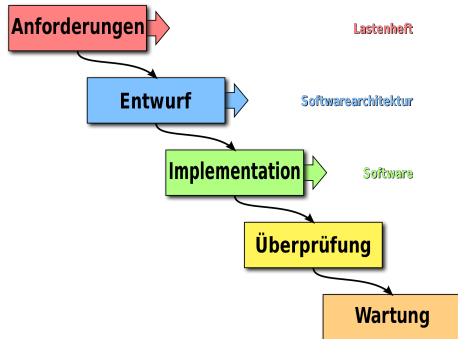 Anforderungen
Lastenheft
Entwurf
Softwarearchitektur
Implementation
Software
Überprüfung
Wartung